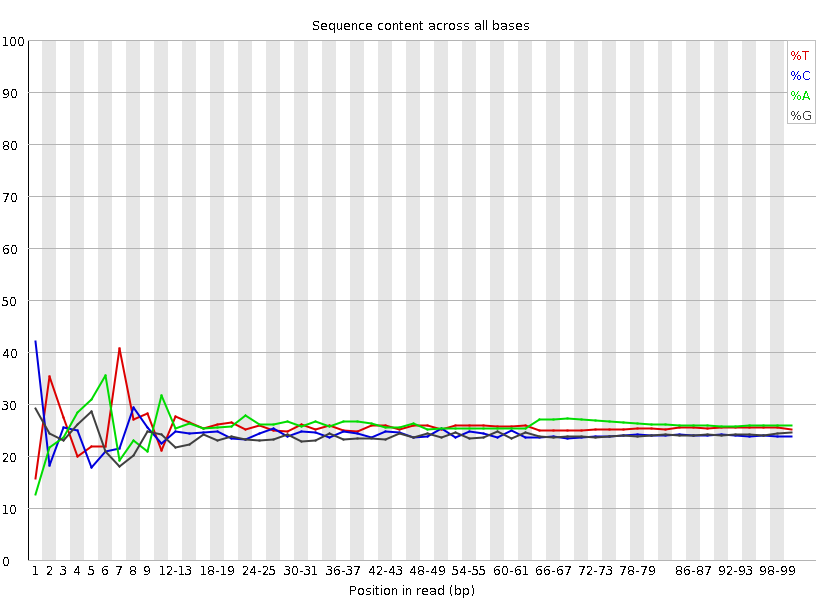 Sequence content across all bases
100
90
80
70
60
50
40
30
20
10
0
%T
%C
%A
%G
1 2 3 4 5 6 7 8 9 12-13 18-19 24-25 30-31 36-37 42-43 48-49 54-55 60-61 66-67 72-73 78-79 86-87 92-93 98-99
Position in read (bp)